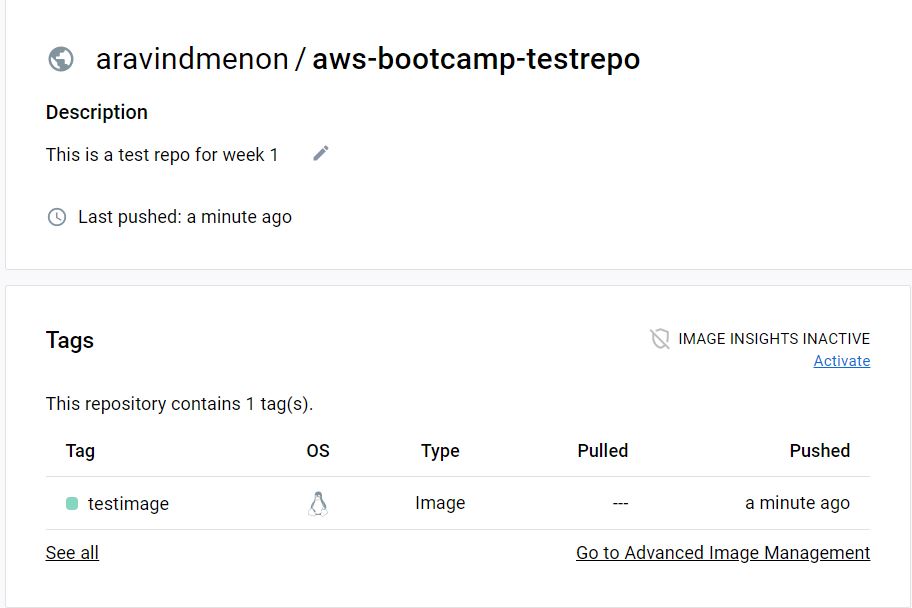 aravindmenon / aws-bootcamp-testrepo
Description
This is a test repo for week 1
Last pushed: a minute ago
Tags
IMAGE INSIGHTS INACTIVE
Activate
This repository contains 1 tag(s).
Tag OS Type Pulled Pushed
testimage Image --- a minute ago
See all Go to Advanced Image Management